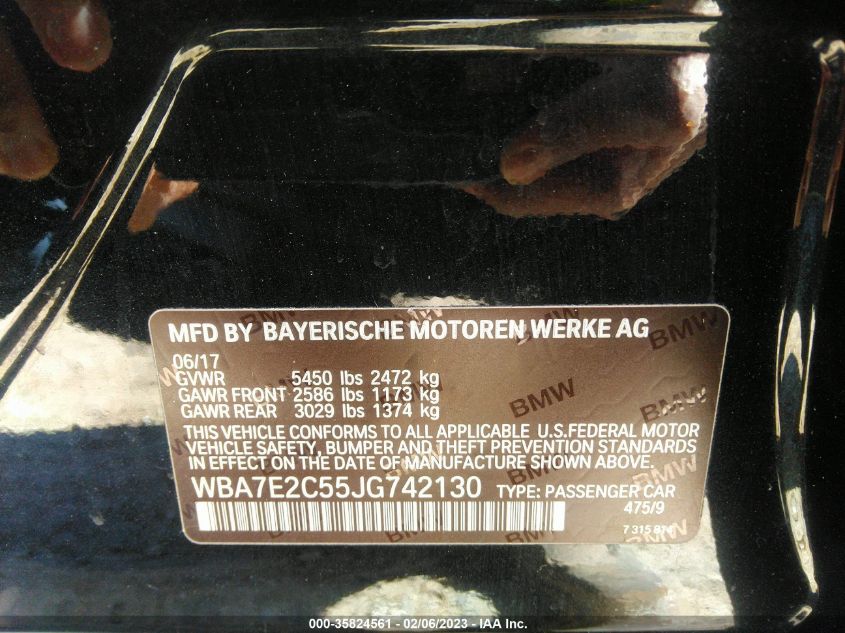 MFD BY BAYERISCHE MOTOREN WERKE AG
06/17
GVWR 5450 lbs 2472 kg
GAWR FRONT 2586 lbs 1173 kg
GAWR REAR 3029 lbs 1374 kg
THIS VEHICLE CONFORMS TO ALL APPLICABLE U.S.FEDERAL MOTOR
VEHICLE SAFETY, BUMPER AND THEFT PREVENTION STANDARDS
IN EFFECT ON THE DATE OF MANUFACTURE SHOWN ABOVE.
WBA7E2C55JG742130 TYPE: PASSENGER CAR
475/9
7 315 814
BMW
BMW
BMW
BMW
000-35824561 - 02/06/2023 - IAA Inc.